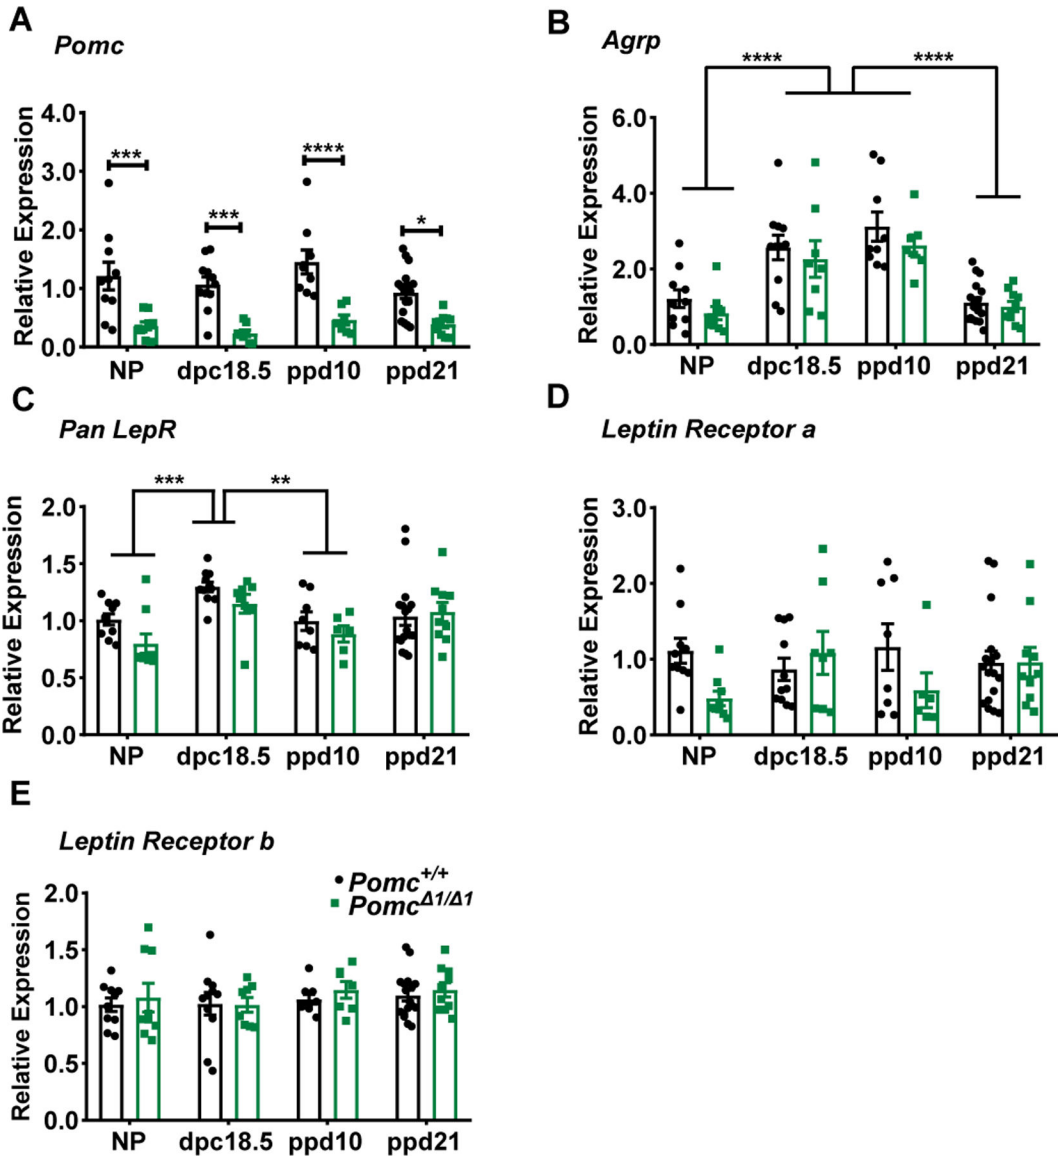 A
Pomc
Relative Expression
4.0
3.0
2.0
1.0
0.0
***
***
****
*
NP dpc18.5 ppd10 ppd21
B
Agrp
Relative Expression
6.0
4.0
2.0
0.0
**** ****
NP dpc18.5 ppd10 ppd21
C
Pan LepR
Relative Expression
2.0
1.5
1.0
0.5
0.0
*** **
NP dpc18.5 ppd10 ppd21
D
Leptin Receptor a
Relative Expression
3.0
2.0
1.0
0.0
NP dpc18.5 ppd10 ppd21
E
Leptin Receptor b
Pomc+/+
PomcΔ1/Δ1
Relative Expression
2.0
1.5
1.0
0.5
0.0
NP dpc18.5 ppd10 ppd21